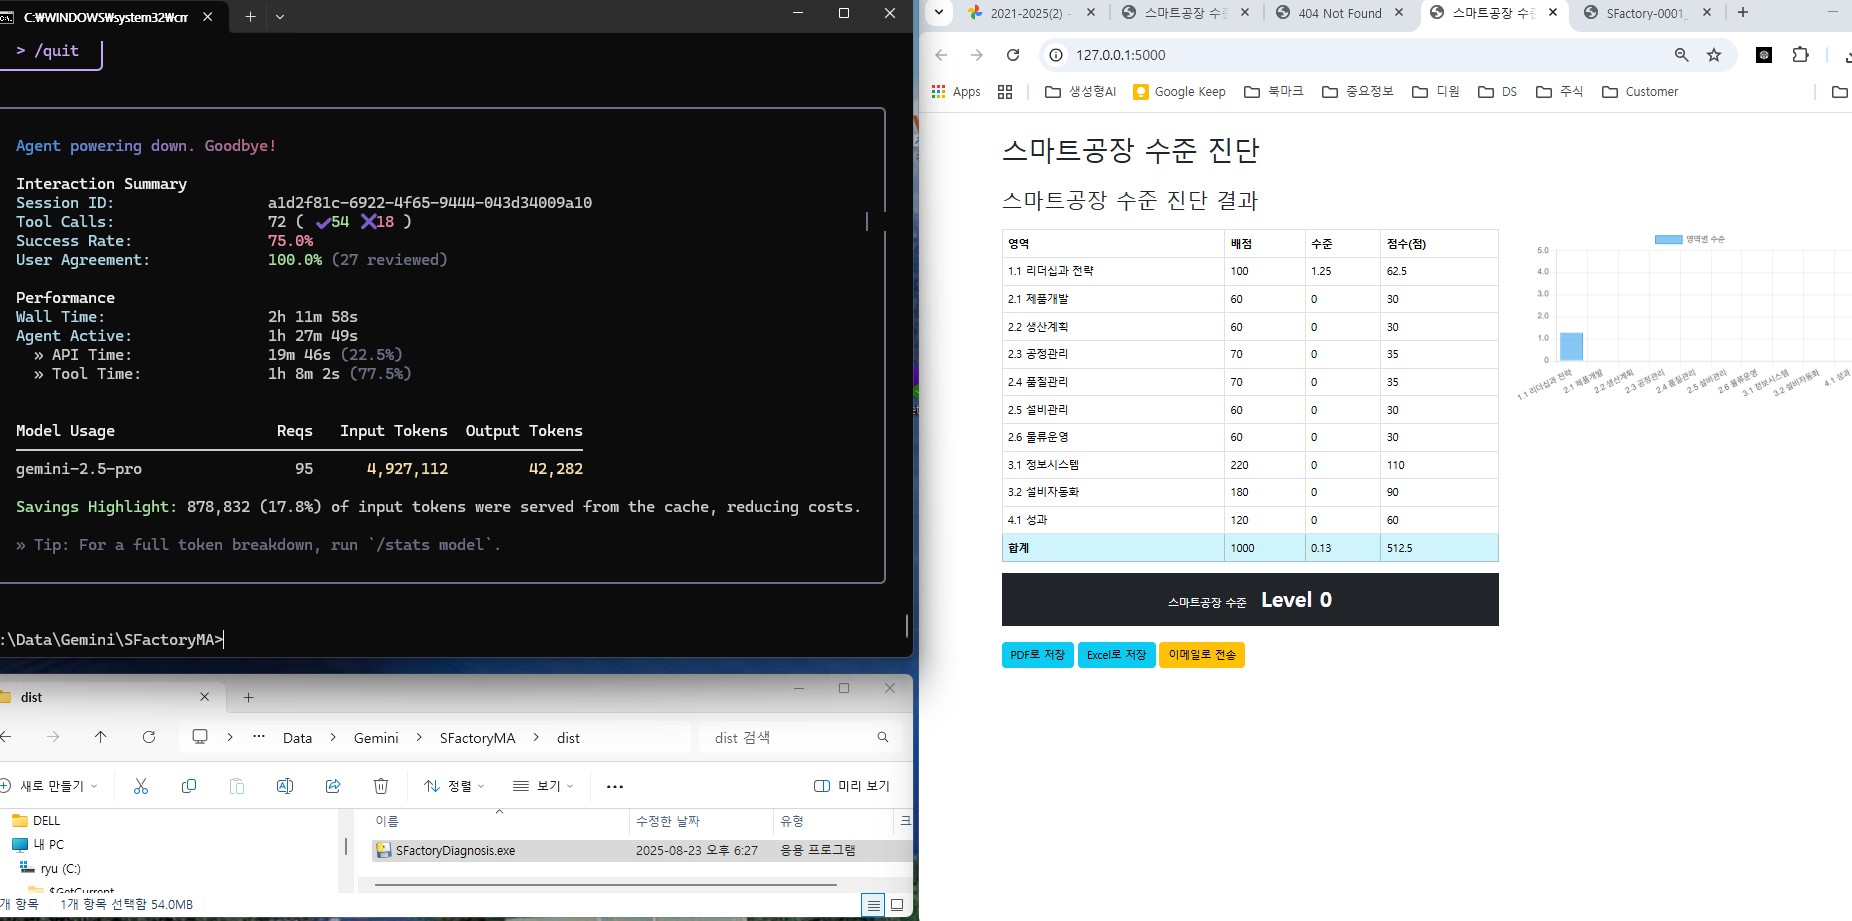 C:\WINDOWS\system32\cm
> /quit
Agent powering down. Goodbye!
Interaction Summary
Session ID: a1d2f81c-6922-4f65-9444-043d34009a10
Tool Calls: 72 ( ✔54 ✖18 )
Success Rate: 75.0%
User Agreement: 100.0% (27 reviewed)
Performance
Wall Time: 2h 11m 58s
Agent Active: 1h 27m 49s
» API Time: 19m 46s (22.5%)
» Tool Time: 1h 8m 2s (77.5%)
Model Usage Reqs Input Tokens Output Tokens
gemini-2.5-pro 95 4,927,112 42,282
Savings Highlight: 878,832 (17.8%) of input tokens were served from the cache, reducing costs.
» Tip: For a full token breakdown, run `/stats model`.
:\Data\Gemini\SFactoryMA>
dist
Data > Gemini > SFactoryMA > dist
dist 검색
새로 만들기
정렬
보기
미리 보기
DELL
내 PC
ryu (C:)
$GetCurrent
이름 수정한 날짜 유형 크
SFactoryDiagnosis.exe 2025-08-23 오후 6:27 응용 프로그램
개 항목 1개 항목 선택함 54.0MB
2021-2025(2) -
스마트공장 수준
404 Not Found
스마트공장 수준
SFactory-0001_
127.0.0.1:5000
Apps
생성형AI
Google Keep
북마크
중요정보
디원
DS
주식
Customer
스마트공장 수준 진단
스마트공장 수준 진단 결과
영역 배점 수준 점수(점)
1.1 리더십과 전략 100 1.25 62.5
2.1 제품개발 60 0 30
2.2 생산계획 60 0 30
2.3 공정관리 70 0 35
2.4 품질관리 70 0 35
2.5 설비관리 60 0 30
2.6 물류운영 60 0 30
3.1 정보시스템 220 0 110
3.2 설비자동화 180 0 90
4.1 성과 120 0 60
합계 1000 0.13 512.5
스마트공장 수준 Level 0
PDF로 저장
Excel로 저장
이메일로 전송
영역별 수준
5.0
4.0
3.0
2.0
1.0
0
1.1 리더십과 전략
2.1 제품개발
2.2 생산계획
2.3 공정관리
2.4 품질관리
2.5 설비관리
2.6 물류운영
3.1 정보시스템
3.2 설비자동화
4.1 성과